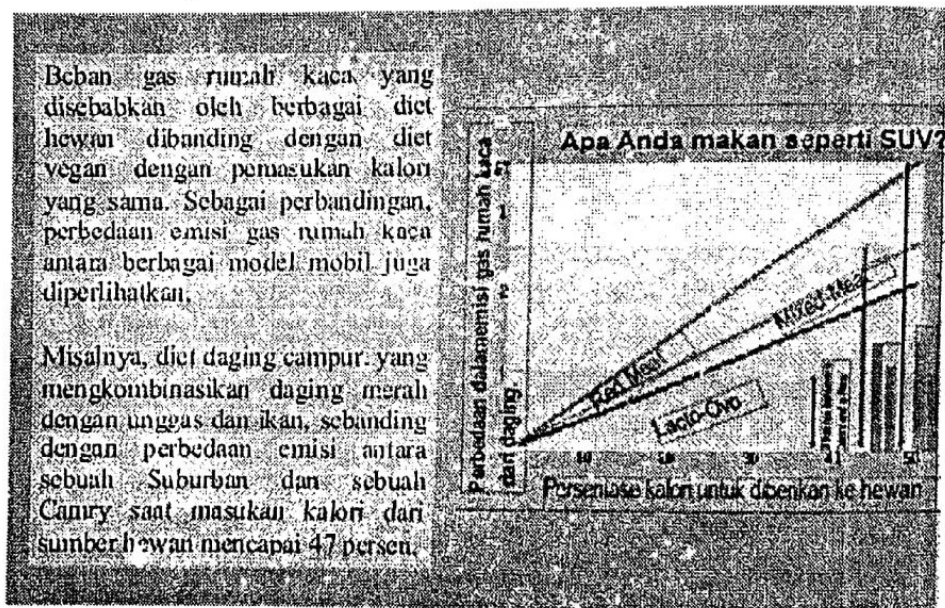 Beban gas rumah kaca yang
disebabkan oleh berbagai diet
hewan dibanding dengan diet
vegan dengan pemasukan kalori
yang sama. Sebagai perbandingan,
perbedaan emisi gas rumah kaca
antara berbagai model mobil juga
diperlihatkan.
Misalnya, diet daging campur. yang
mengkombinasikan daging merah
dengan unggas dan ikan, sebanding
dengan perbedaan emisi antara
sebuah Suburban dan sebuah
Camry saat masukan kalori dari
sumber hewan mencapai 47 persen.
Apa Anda makan seperti SUV?
Perbedaan dalam emisi gas rumah kaca
dari daging.
Red Meat
Mixed-Meat
Lacto-Ovo
Persentase kalori untuk diberikan ke hewan